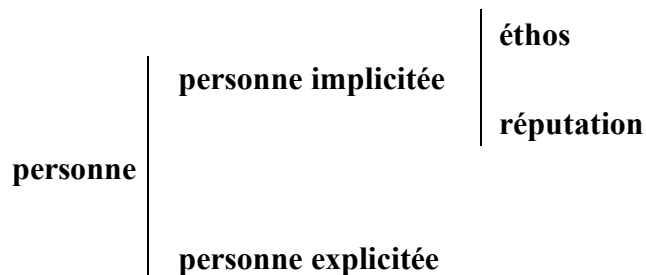 éthos
personne implicitée
réputation
personne
personne explicitée